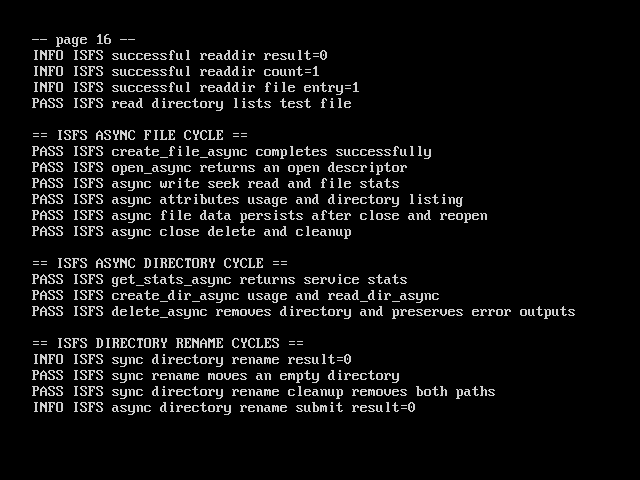 -- page 16 --
INFO ISFS successful readdir result=0
INFO ISFS successful readdir count=1
INFO ISFS successful readdir file entry=1
PASS ISFS read directory lists test file
== ISFS ASYNC FILE CYCLE ==
PASS ISFS create_file_async completes successfully
PASS ISFS open_async returns an open descriptor
PASS ISFS async write seek read and file stats
PASS ISFS async attributes usage and directory listing
PASS ISFS async file data persists after close and reopen
PASS ISFS async close delete and cleanup
== ISFS ASYNC DIRECTORY CYCLE ==
PASS ISFS get_stats_async returns service stats
PASS ISFS create_dir_async usage and read_dir_async
PASS ISFS delete_async removes directory and preserves error outputs
== ISFS DIRECTORY RENAME CYCLES ==
INFO ISFS sync directory rename result=0
PASS ISFS sync rename moves an empty directory
PASS ISFS sync directory rename cleanup removes both paths
INFO ISFS async directory rename submit result=0